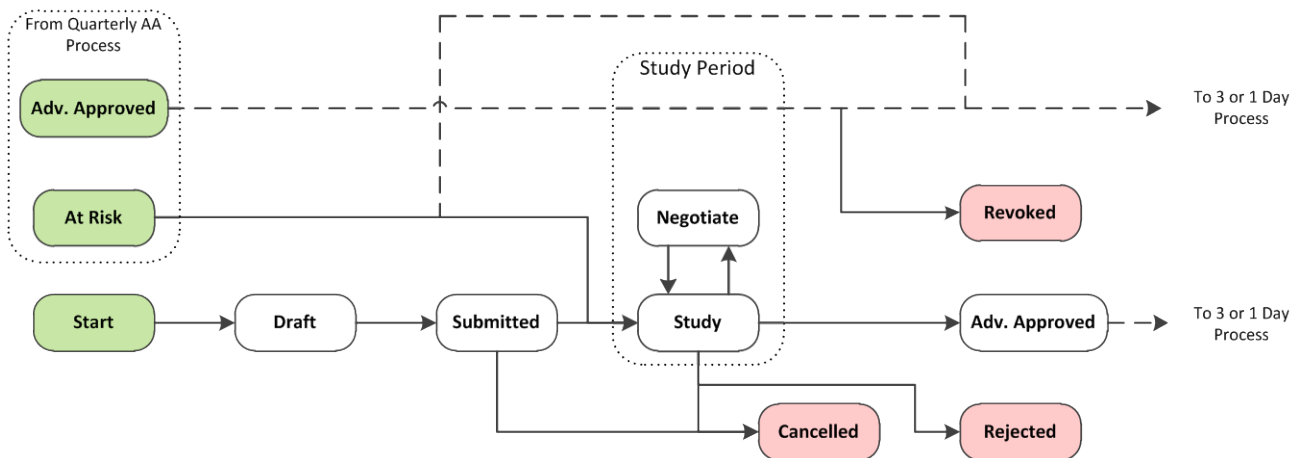 From Quarterly AA
Process
Study Period
Adv. Approved
To 3 or 1 Day
Process
At Risk
Negotiate
Revoked
Start
Draft
Submitted
Study
Adv. Approved
To 3 or 1 Day
Process
Cancelled
Rejected